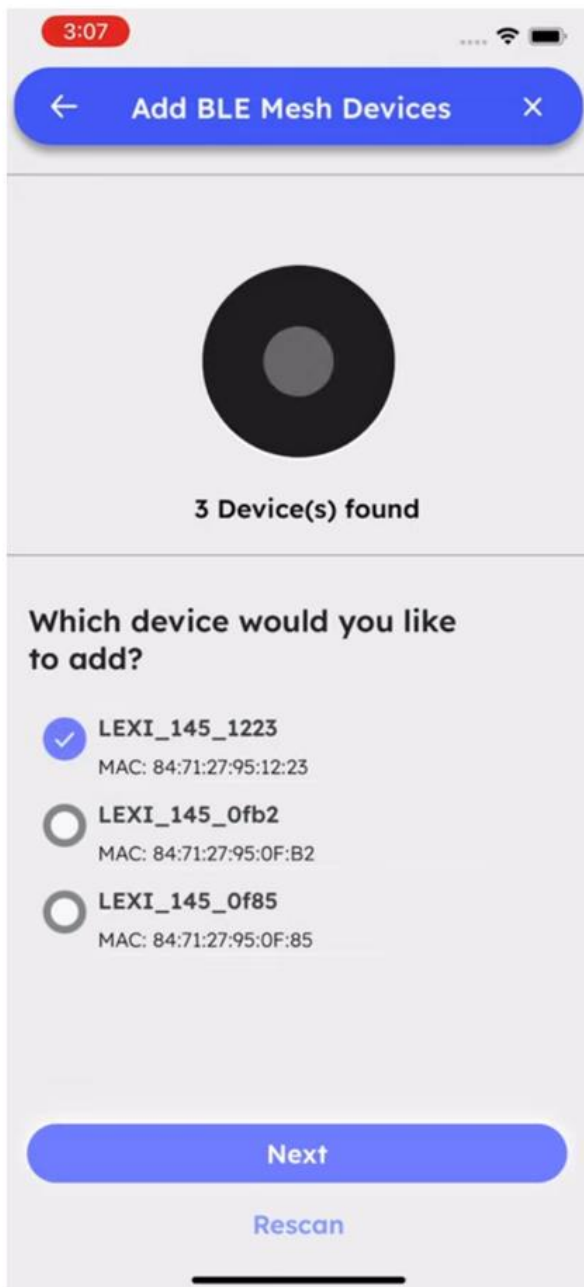 3:07
Add BLE Mesh Devices
3 Device(s) found
Which device would you like
to add?
LEXI_145_1223
MAC: 84:71:27:95:12:23
LEXI_145_0fb2
MAC: 84:71:27:95:0F:B2
LEXI_145_0f85
MAC: 84:71:27:95:0F:85
Next
Rescan